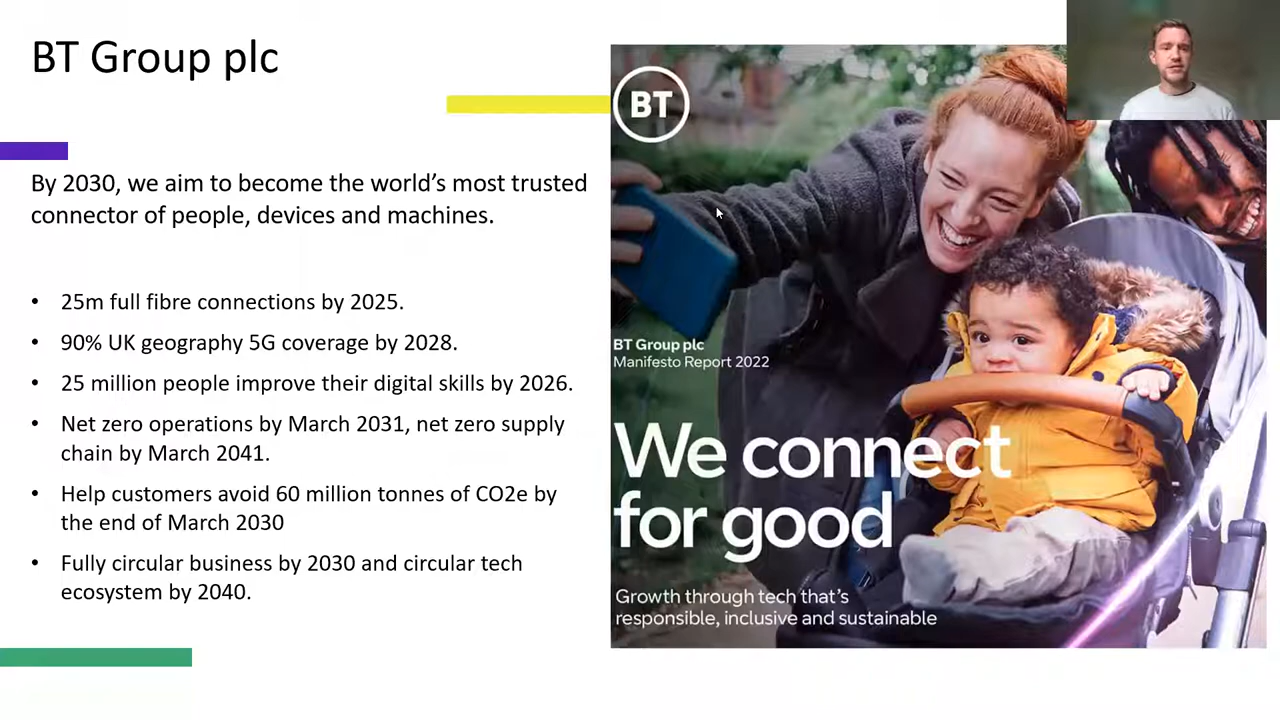 BT Group plc
By 2030, we aim to become the world's most trusted
connector of people, devices and machines.
• 25m full fibre connections by 2025.
• 90% UK geography 5G coverage by 2028.
• 25 million people improve their digital skills by 2026.
• Net zero operations by March 2031, net zero supply
chain by March 2041.
• Help customers avoid 60 million tonnes of CO2e by
the end of March 2030
• Fully circular business by 2030 and circular tech
ecosystem by 2040.
BT
BT Group plc
Manifesto Report 2022
We connect
for good
Growth through tech that's
responsible, inclusive and sustainable